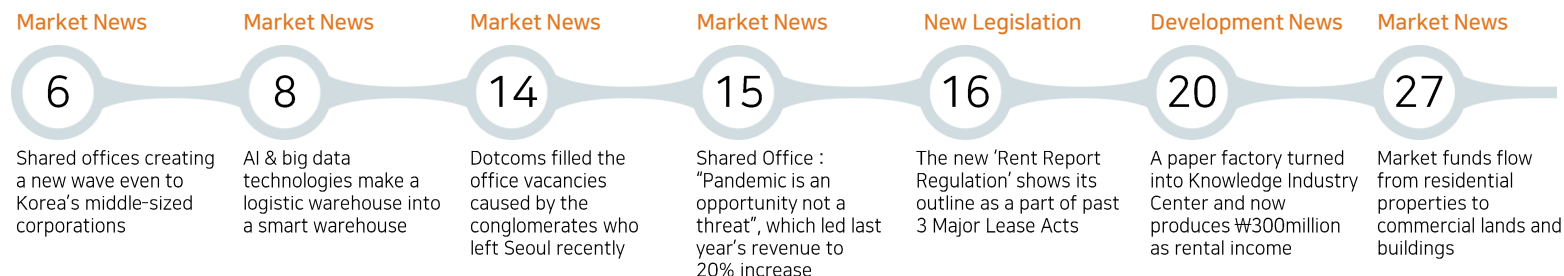 Market News
6
Shared offices creating
a new wave even to
Korea's middle-sized
corporations
Market News
8
AI & big data
technologies make a
logistic warehouse into
a smart warehouse
Market News
14
Dotcoms filled the
office vacancies
caused by the
conglomerates who
left Seoul recently
Market News
15
Shared Office :
“Pandemic is an
opportunity not a
threat”, which led last
year's revenue to
20% increase
New Legislation
16
The new ‘Rent Report
Regulation’ shows its
outline as a part of past
3 Major Lease Acts
Development News
20
A paper factory turned
into Knowledge Industry
Center and now
produces ₩300million
as rental income
Market News
27
Market funds flow
from residential
properties to
commercial lands and
buildings